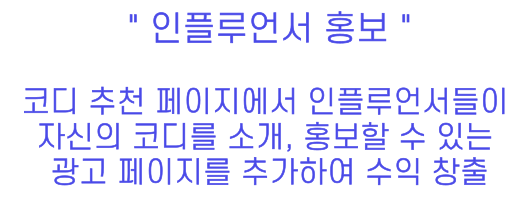 " 인플루언서 홍보 "
코디 추천 페이지에서 인플루언서들이
자신의 코디를 소개, 홍보할 수 있는
광고 페이지를 추가하여 수익 창출